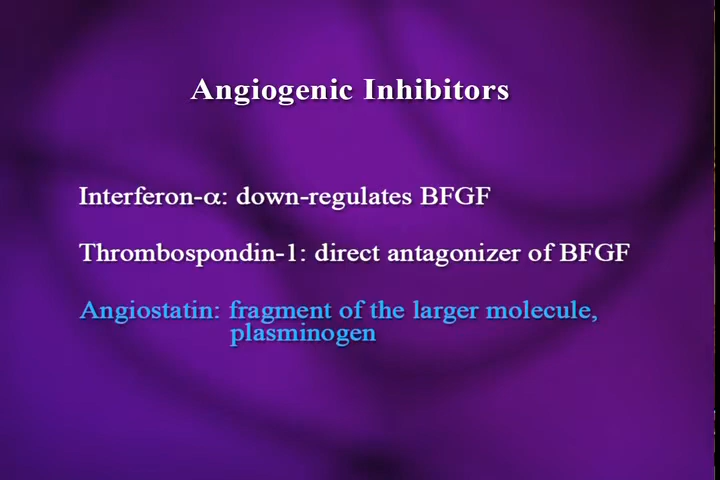 Angiogenic Inhibitors
Interferon-α: down-regulates BFGF
Thrombospondin-1: direct antagonizer of BFGF
Angiostatin: fragment of the larger molecule,
plasminogen